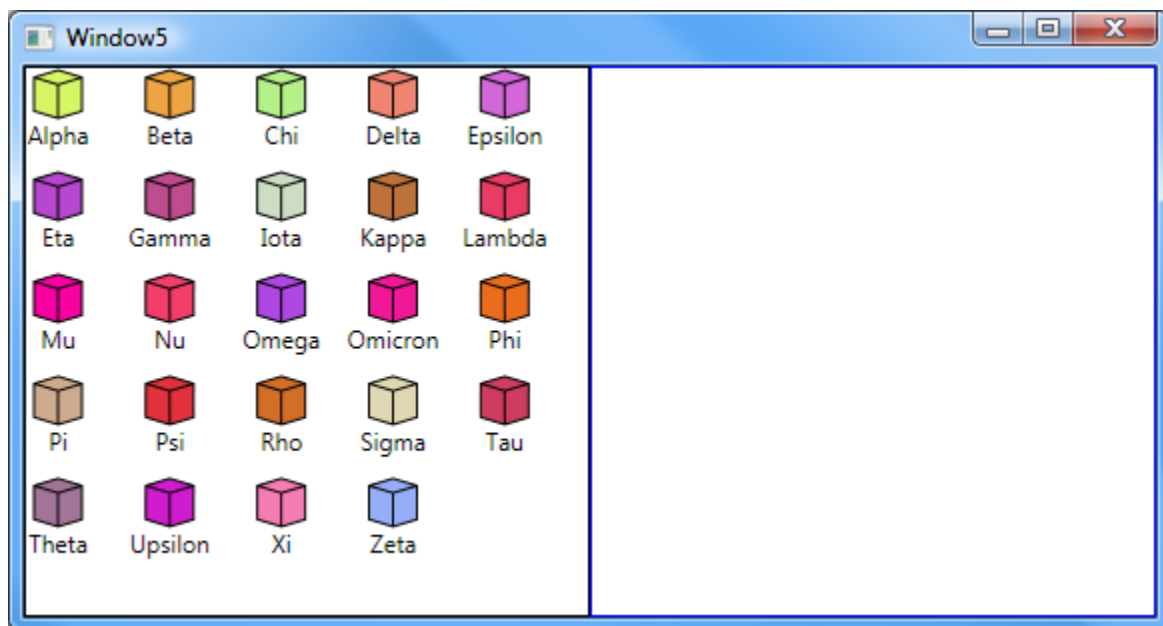 Window5
Alpha Beta Chi Delta Epsilon
Eta Gamma Iota Kappa Lambda
Mu Nu Omega Omicron Phi
Pi Psi Rho Sigma Tau
Theta Upsilon Xi Zeta